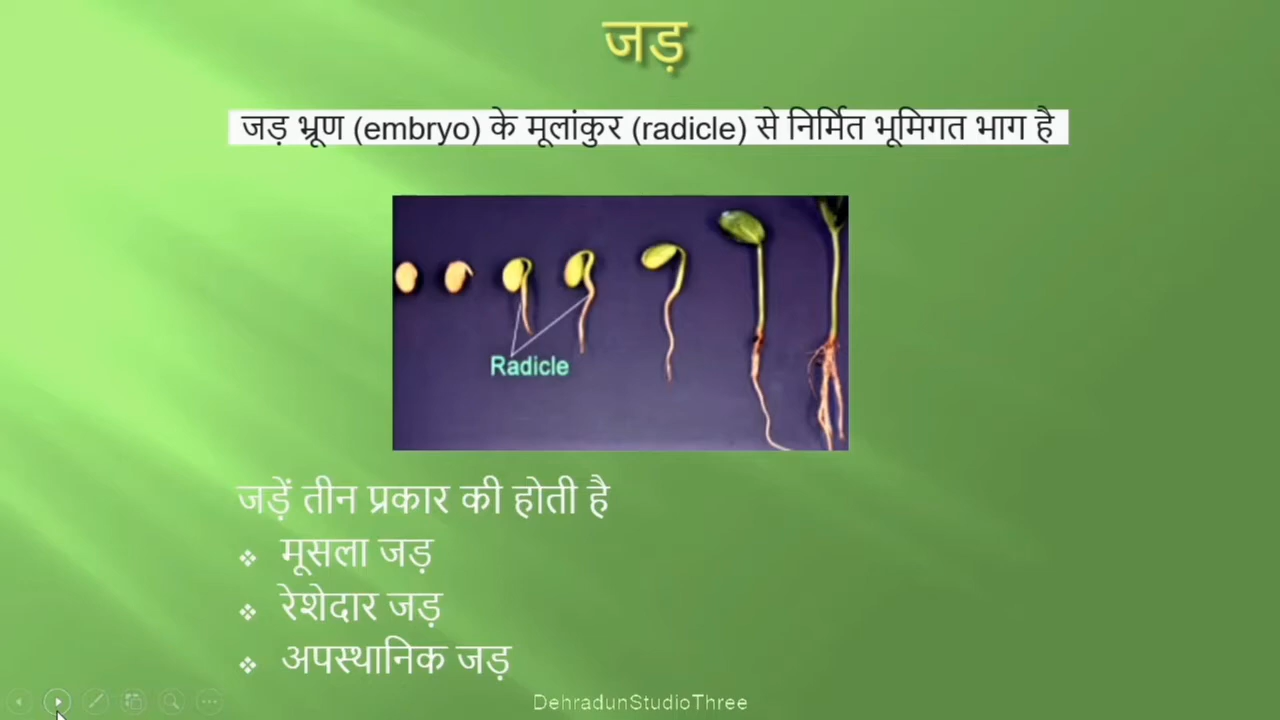 जड़
जड़ भ्रूण (embryo) के मूलांकुर (radicle) से निर्मित भूमिगत भाग है
Radicle
जड़ें तीन प्रकार की होती है
❖ मूसला जड़
❖ रेशेदार जड़
❖ अपस्थानिक जड़
DehradunStudioThree